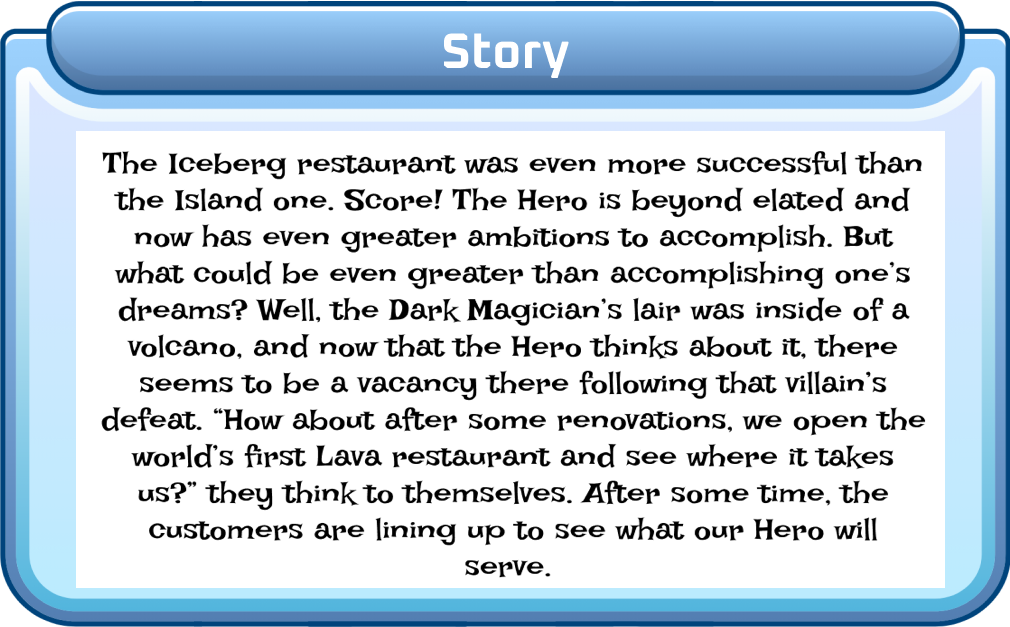 Story
The Iceberg restaurant was even more successful than
the Island one. Score! The Hero is beyond elated and
now has even greater ambitions to accomplish. But
what could be even greater than accomplishing one's
dreams? Well, the Dark Magician's lair was inside of a
volcano, and now that the Hero thinks about it, there
seems to be a vacancy there following that villain's
defeat. "How about after some renovations, we open the
world's first Lava restaurant and see where it takes
us?" they think to themselves. After some time, the
customers are lining up to see what our Hero will
serve.